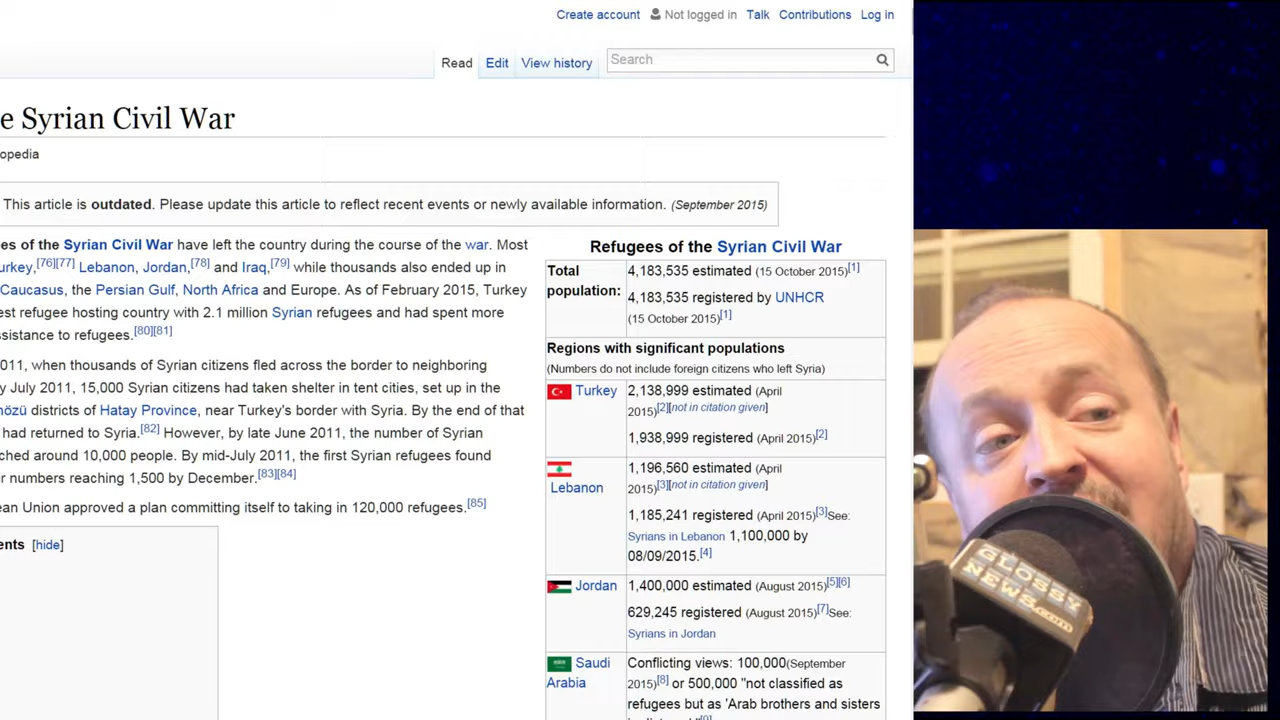 Create account Not logged in Talk Contributions Log in
Read Edit View history Search
e Syrian Civil War
opedia
This article is outdated. Please update this article to reflect recent events or newly available information. (September 2015)
es of the Syrian Civil War have left the country during the course of the war. Most
urkey,[76][77] Lebanon, Jordan,[78] and Iraq,[79] while thousands also ended up in
Caucasus, the Persian Gulf, North Africa and Europe. As of February 2015, Turkey
est refugee hosting country with 2.1 million Syrian refugees and had spent more
ssistance to refugees.[80][81]
011, when thousands of Syrian citizens fled across the border to neighboring
y July 2011, 15,000 Syrian citizens had taken shelter in tent cities, set up in the
nözü districts of Hatay Province, near Turkey's border with Syria. By the end of that
had returned to Syria.[82] However, by late June 2011, the number of Syrian
ched around 10,000 people. By mid-July 2011, the first Syrian refugees found
r numbers reaching 1,500 by December.[83][84]
ean Union approved a plan committing itself to taking in 120,000 refugees.[85]
ents [hide]
Refugees of the Syrian Civil War
Total population: 4,183,535 estimated (15 October 2015)[1]
4,183,535 registered by UNHCR
(15 October 2015)[1]
Regions with significant populations
(Numbers do not include foreign citizens who left Syria)
Turkey 2,138,999 estimated (April
2015)[2][not in citation given]
1,938,999 registered (April 2015)[2]
Lebanon 1,196,560 estimated (April
2015)[3][not in citation given]
1,185,241 registered (April 2015)[3]See:
Syrians in Lebanon 1,100,000 by
08/09/2015.[4]
Jordan 1,400,000 estimated (August 2015)[5][6]
629,245 registered (August 2015)[7]See:
Syrians in Jordan
Saudi Arabia Conflicting views: 100,000(September
2015)[8] or 500,000 "not classified as
refugees but as 'Arab brothers and sisters
GLOSSY
NEWS.com